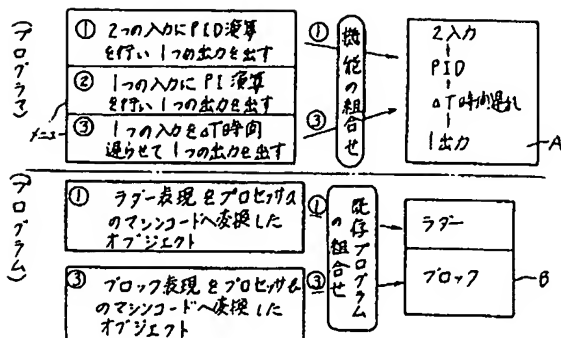 (プログラマ)
メニュー
① 2つの入力にPID演算
を行い1つの出力を出す
② 1つの入力にPI演算
を行い1つの出力を出す
③ 1つの入力をΔT時間
遅らせて1つの出力を出す
①
③
機能の組合せ
2入力
PID
ΔT時間遅れ
1出力
A
(プログラム)
① ラダー表現をプロセッサa
のマシンコードへ変換した
オブジェクト
③ ブロック表現をプロセッサb
のマシンコードへ変換した
オブジェクト
①
③
既存プログラム
の組合せ
ラダー
ブロック
B